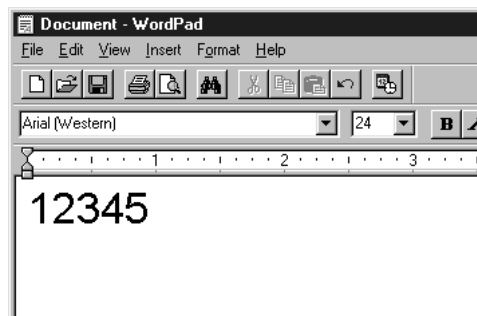 Document - WordPad
File Edit View Insert Format Help
Arial (Western) 24 B
1 2 3
12345